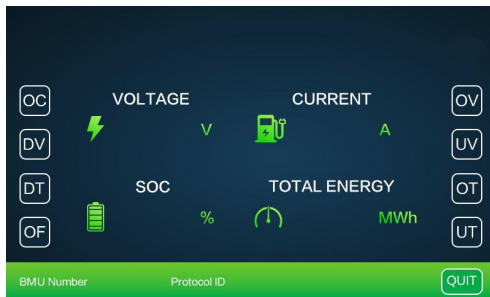 OC VOLTAGE CURRENT OV
V A
DV UV
DT SOC TOTAL ENERGY OT
% MWh
OF UT
BMU Number Protocol ID QUIT